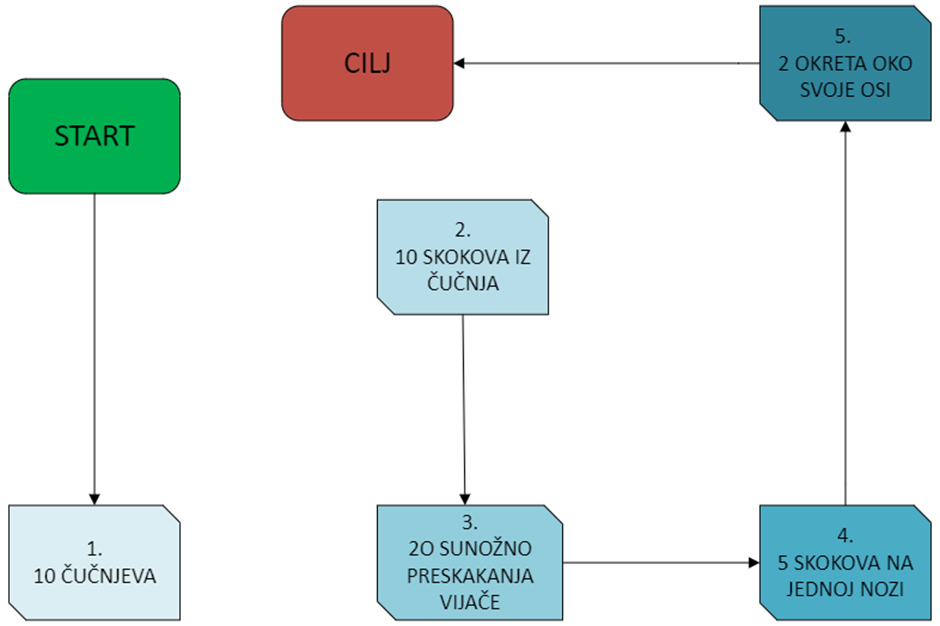 START
1.
10 ČUČNJEVA
2.
10 SKOKOVA IZ
ČUČNJA
3.
2O SUNOŽNO
PRESKAKANJA
VIJAČE
4.
5 SKOKOVA NA
JEDNOJ NOZI
5.
2 OKRETA OKO
SVOJE OSI
CILJ